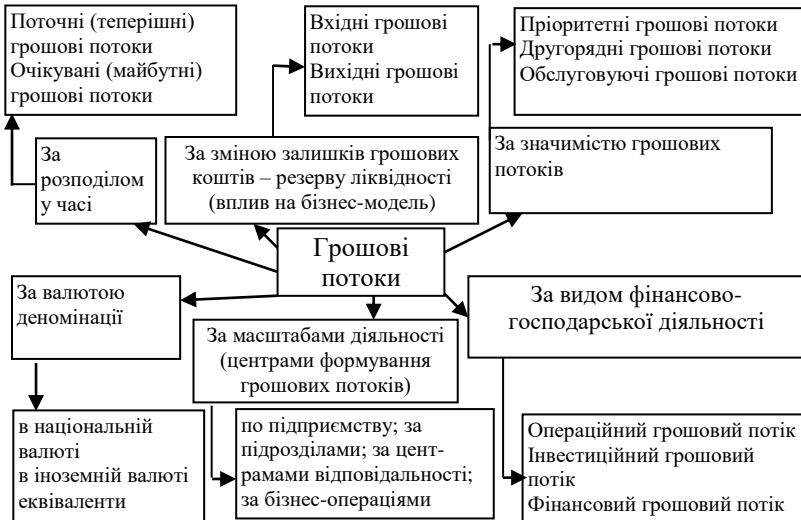 Поточні (теперішні)
грошові потоки
Очікувані (майбутні)
грошові потоки
Вхідні грошові
потоки
Вихідні грошові
потоки
Пріоритетні грошові потоки
Другорядні грошові потоки
Обслуговуючі грошові потоки
За
розподілом
у часі
За зміною залишків грошових
коштів – резерву ліквідності
(вплив на бізнес-модель)
За значимістю грошових
потоків
Грошові
потоки
За валютою
деномінації
За масштабами діяльності
(центрами формування
грошових потоків)
За видом фінансово-
господарської діяльності
в національній
валюті
в іноземній валюті
еквіваленти
по підприємству; за
підрозділами; за цент-
рамами відповідальності;
за бізнес-операціями
Операційний грошовий потік
Інвестиційний грошовий
потік
Фінансовий грошовий потік